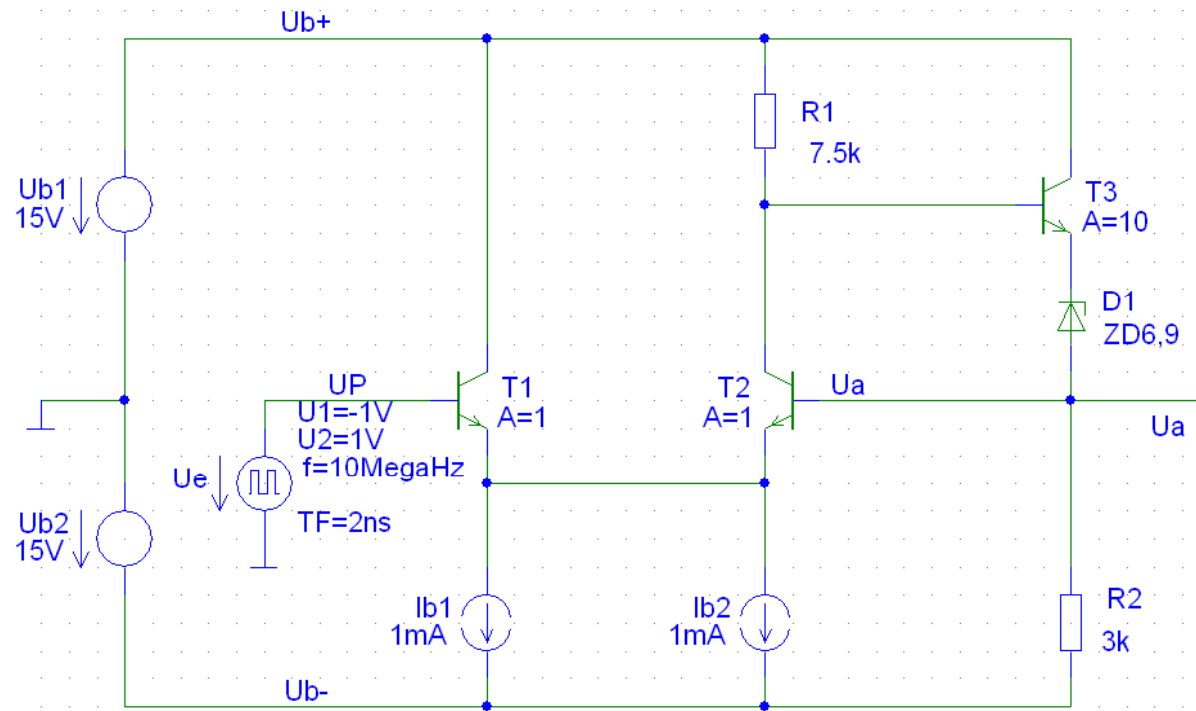 Ub+
R1
7.5k
Ub1
15V
T3
A=10
D1
ZD6,9
UP
U1=-1V
U2=1V
f=10MegaHz
TF=2ns
Ue
T1
A=1
T2
A=1
Ua
Ua
Ub2
15V
Ib1
1mA
Ib2
1mA
R2
3k
Ub-